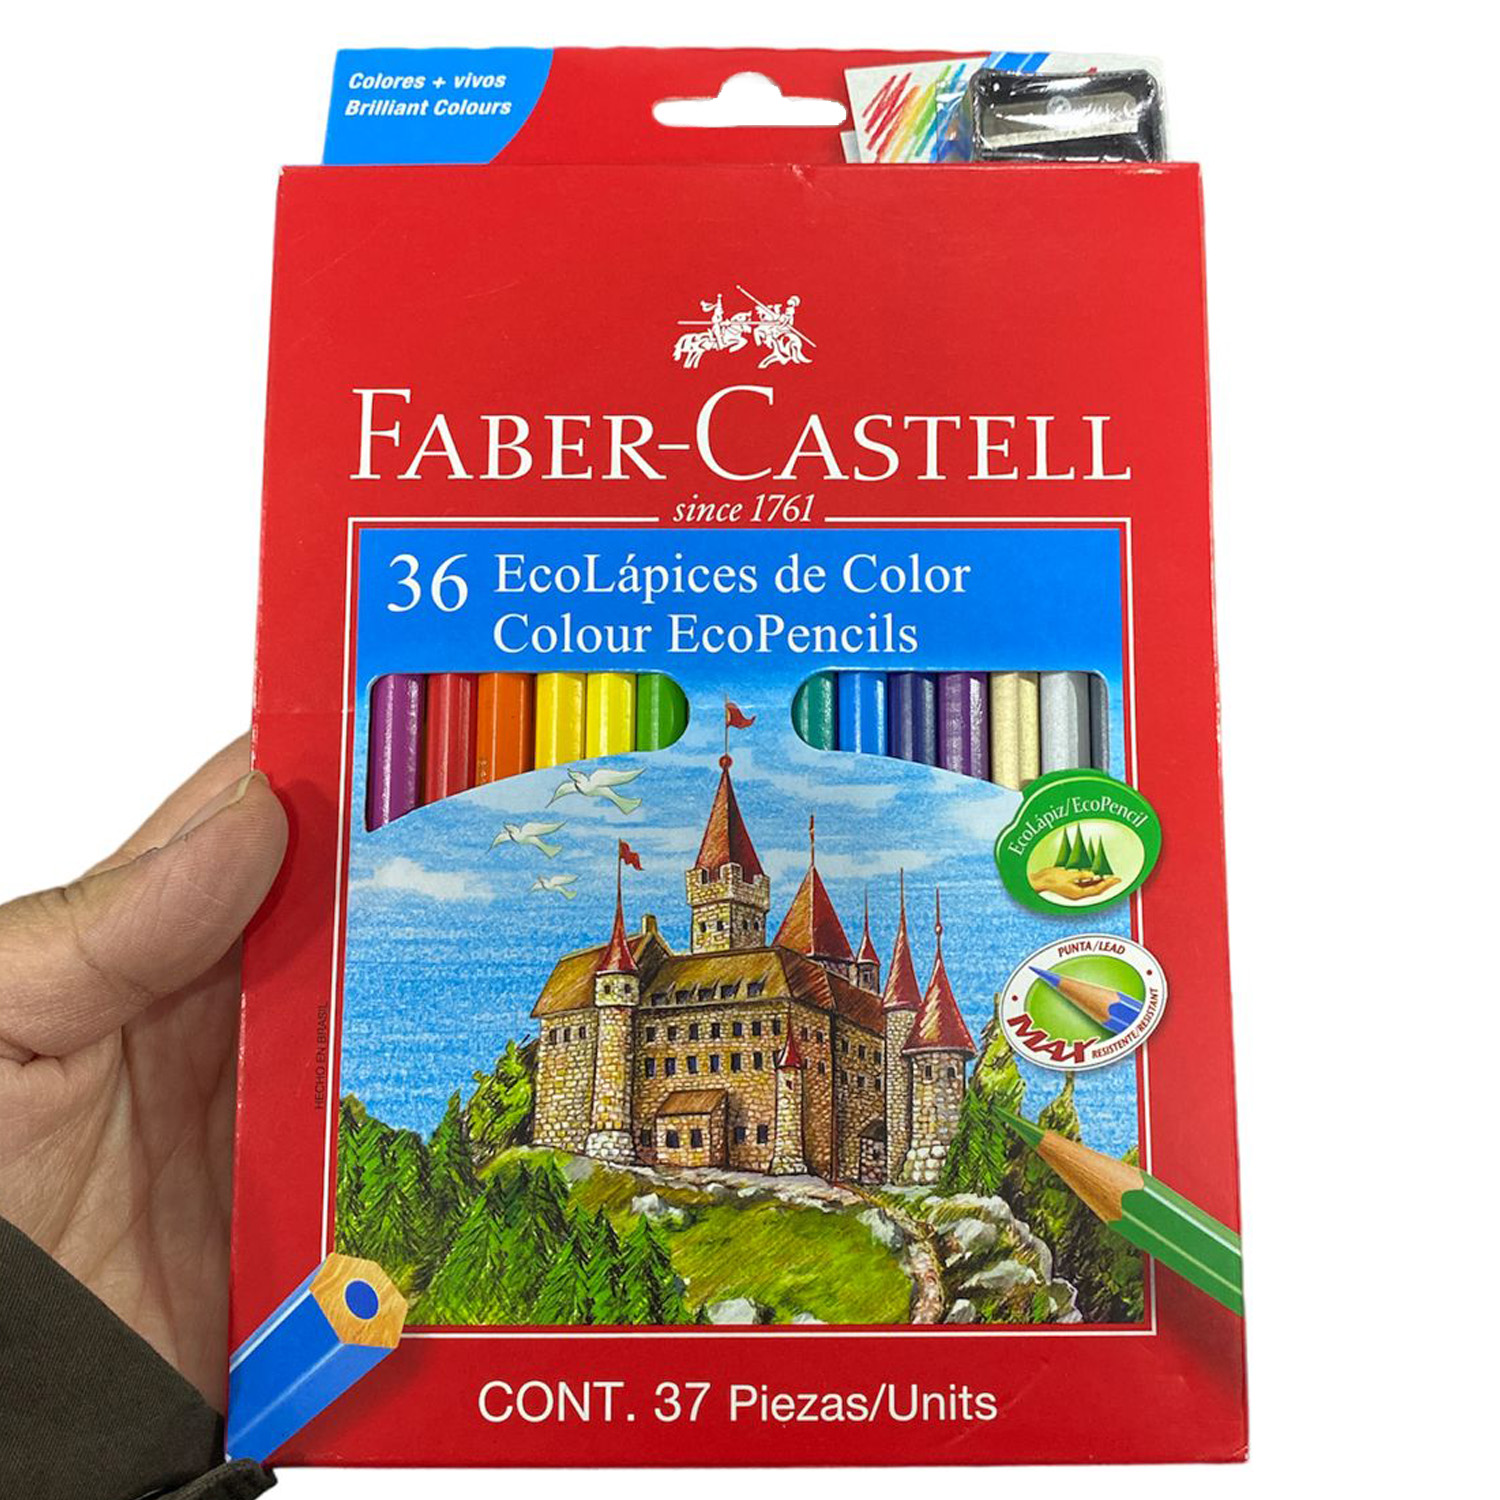 Colores + vivos
Brilliant Colours
FABER-CASTELL
since 1761
36 EcoLápices de Color
Colour EcoPencils
EcoLápiz/EcoPencil
PUNTA/LEAD
MAX
RESISTENTE/RESISTANT
HECHO EN BRASIL
CONT. 37 Piezas/Units